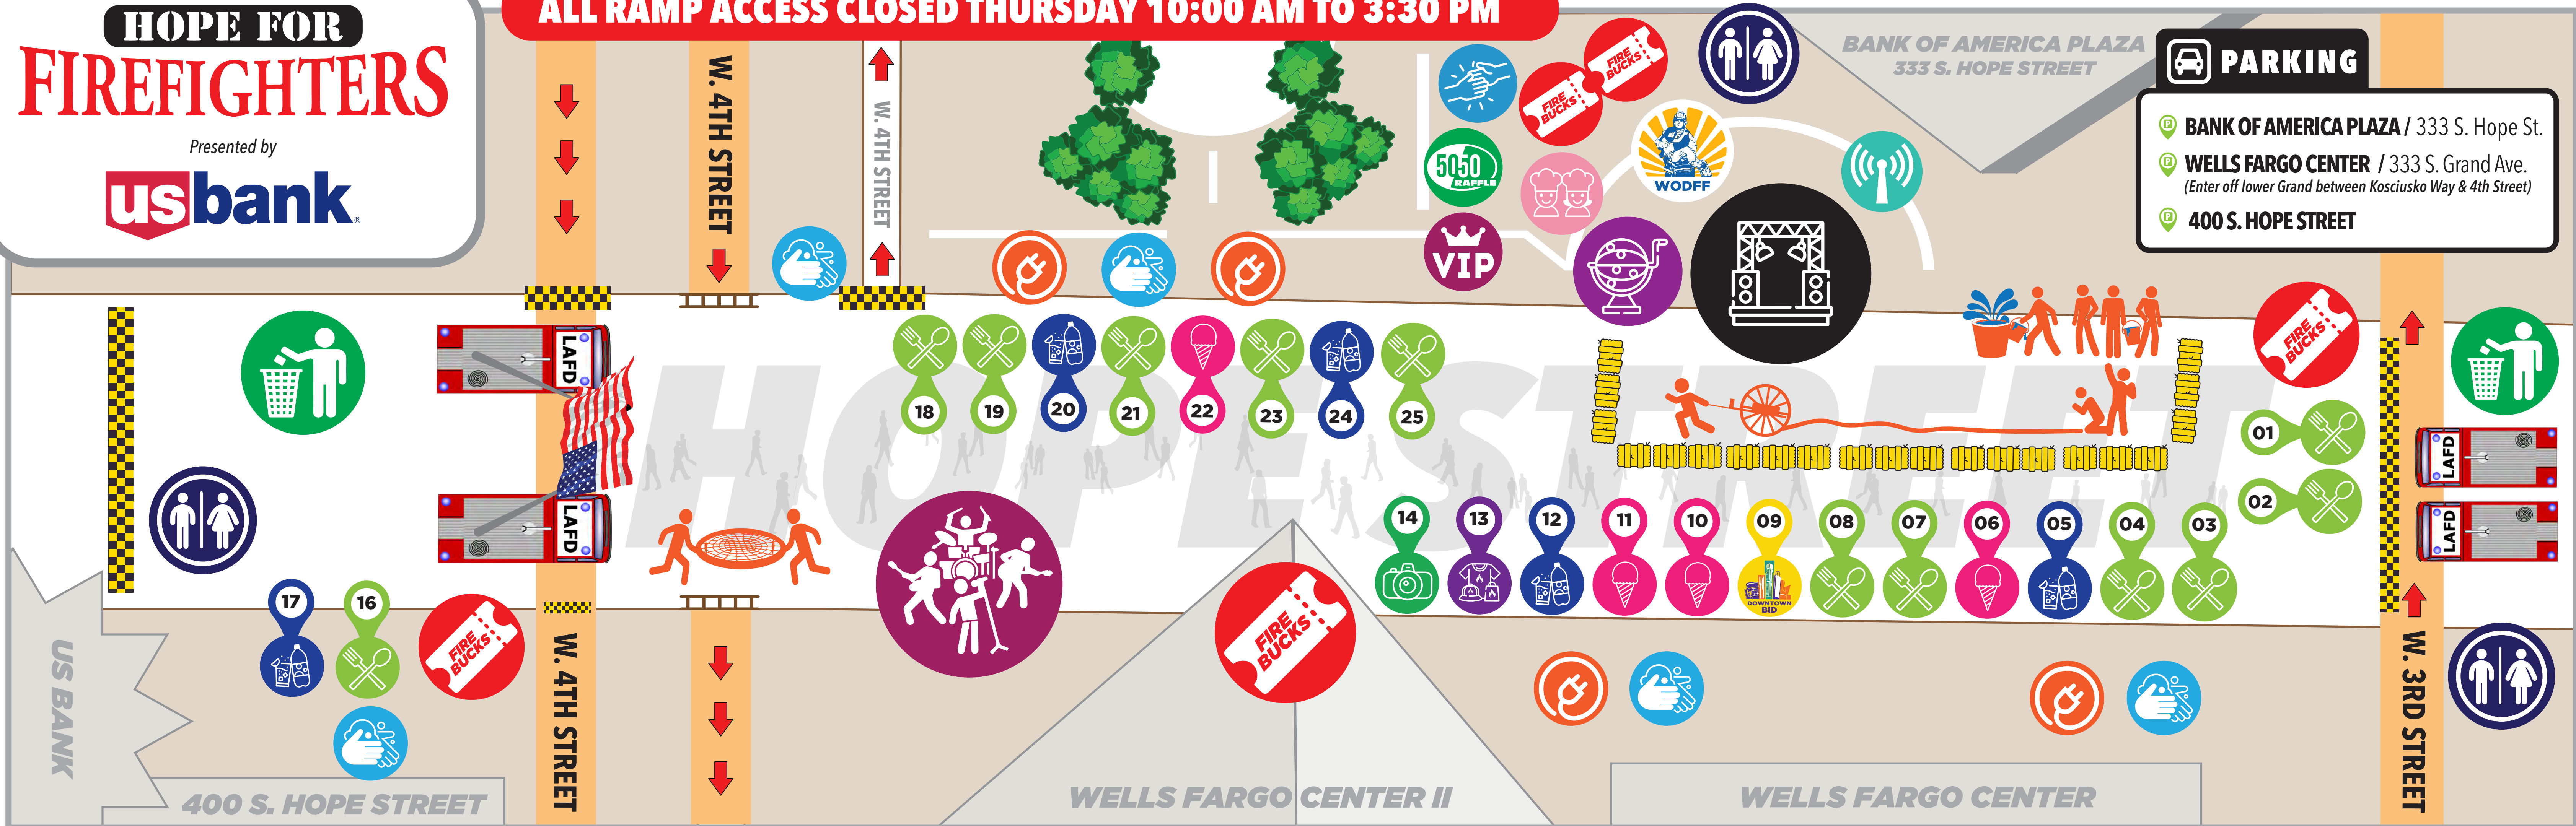 ALL RAMP ACCESS CLOSED THURSDAY 10:00 AM TO 3:30 PM
HOPE FOR
FIREFIGHTERS
Presented by
usbank®
W. 4TH STREET
W. 4TH STREET
FIRE BUCKS
FIRE BUCKS
5050
RAFFLE
VIP
WODFF
BANK OF AMERICA PLAZA
333 S. HOPE STREET
PARKING
P BANK OF AMERICA PLAZA / 333 S. Hope St.
P WELLS FARGO CENTER / 333 S. Grand Ave.
(Enter off lower Grand between Kosciusko Way & 4th Street)
P 400 S. HOPE STREET
LAFD
LAFD
HOPE STREET
18 19 20 21 22 23 24 25
FIRE BUCKS
01
02
LAFD
LAFD
14 13 12 11 10 09 08 07 06 05 04 03
DOWNTOWN
BID
17 16
FIRE BUCKS
FIRE BUCKS
W. 4TH STREET
W. 3RD STREET
US BANK
400 S. HOPE STREET
WELLS FARGO CENTER II
WELLS FARGO CENTER